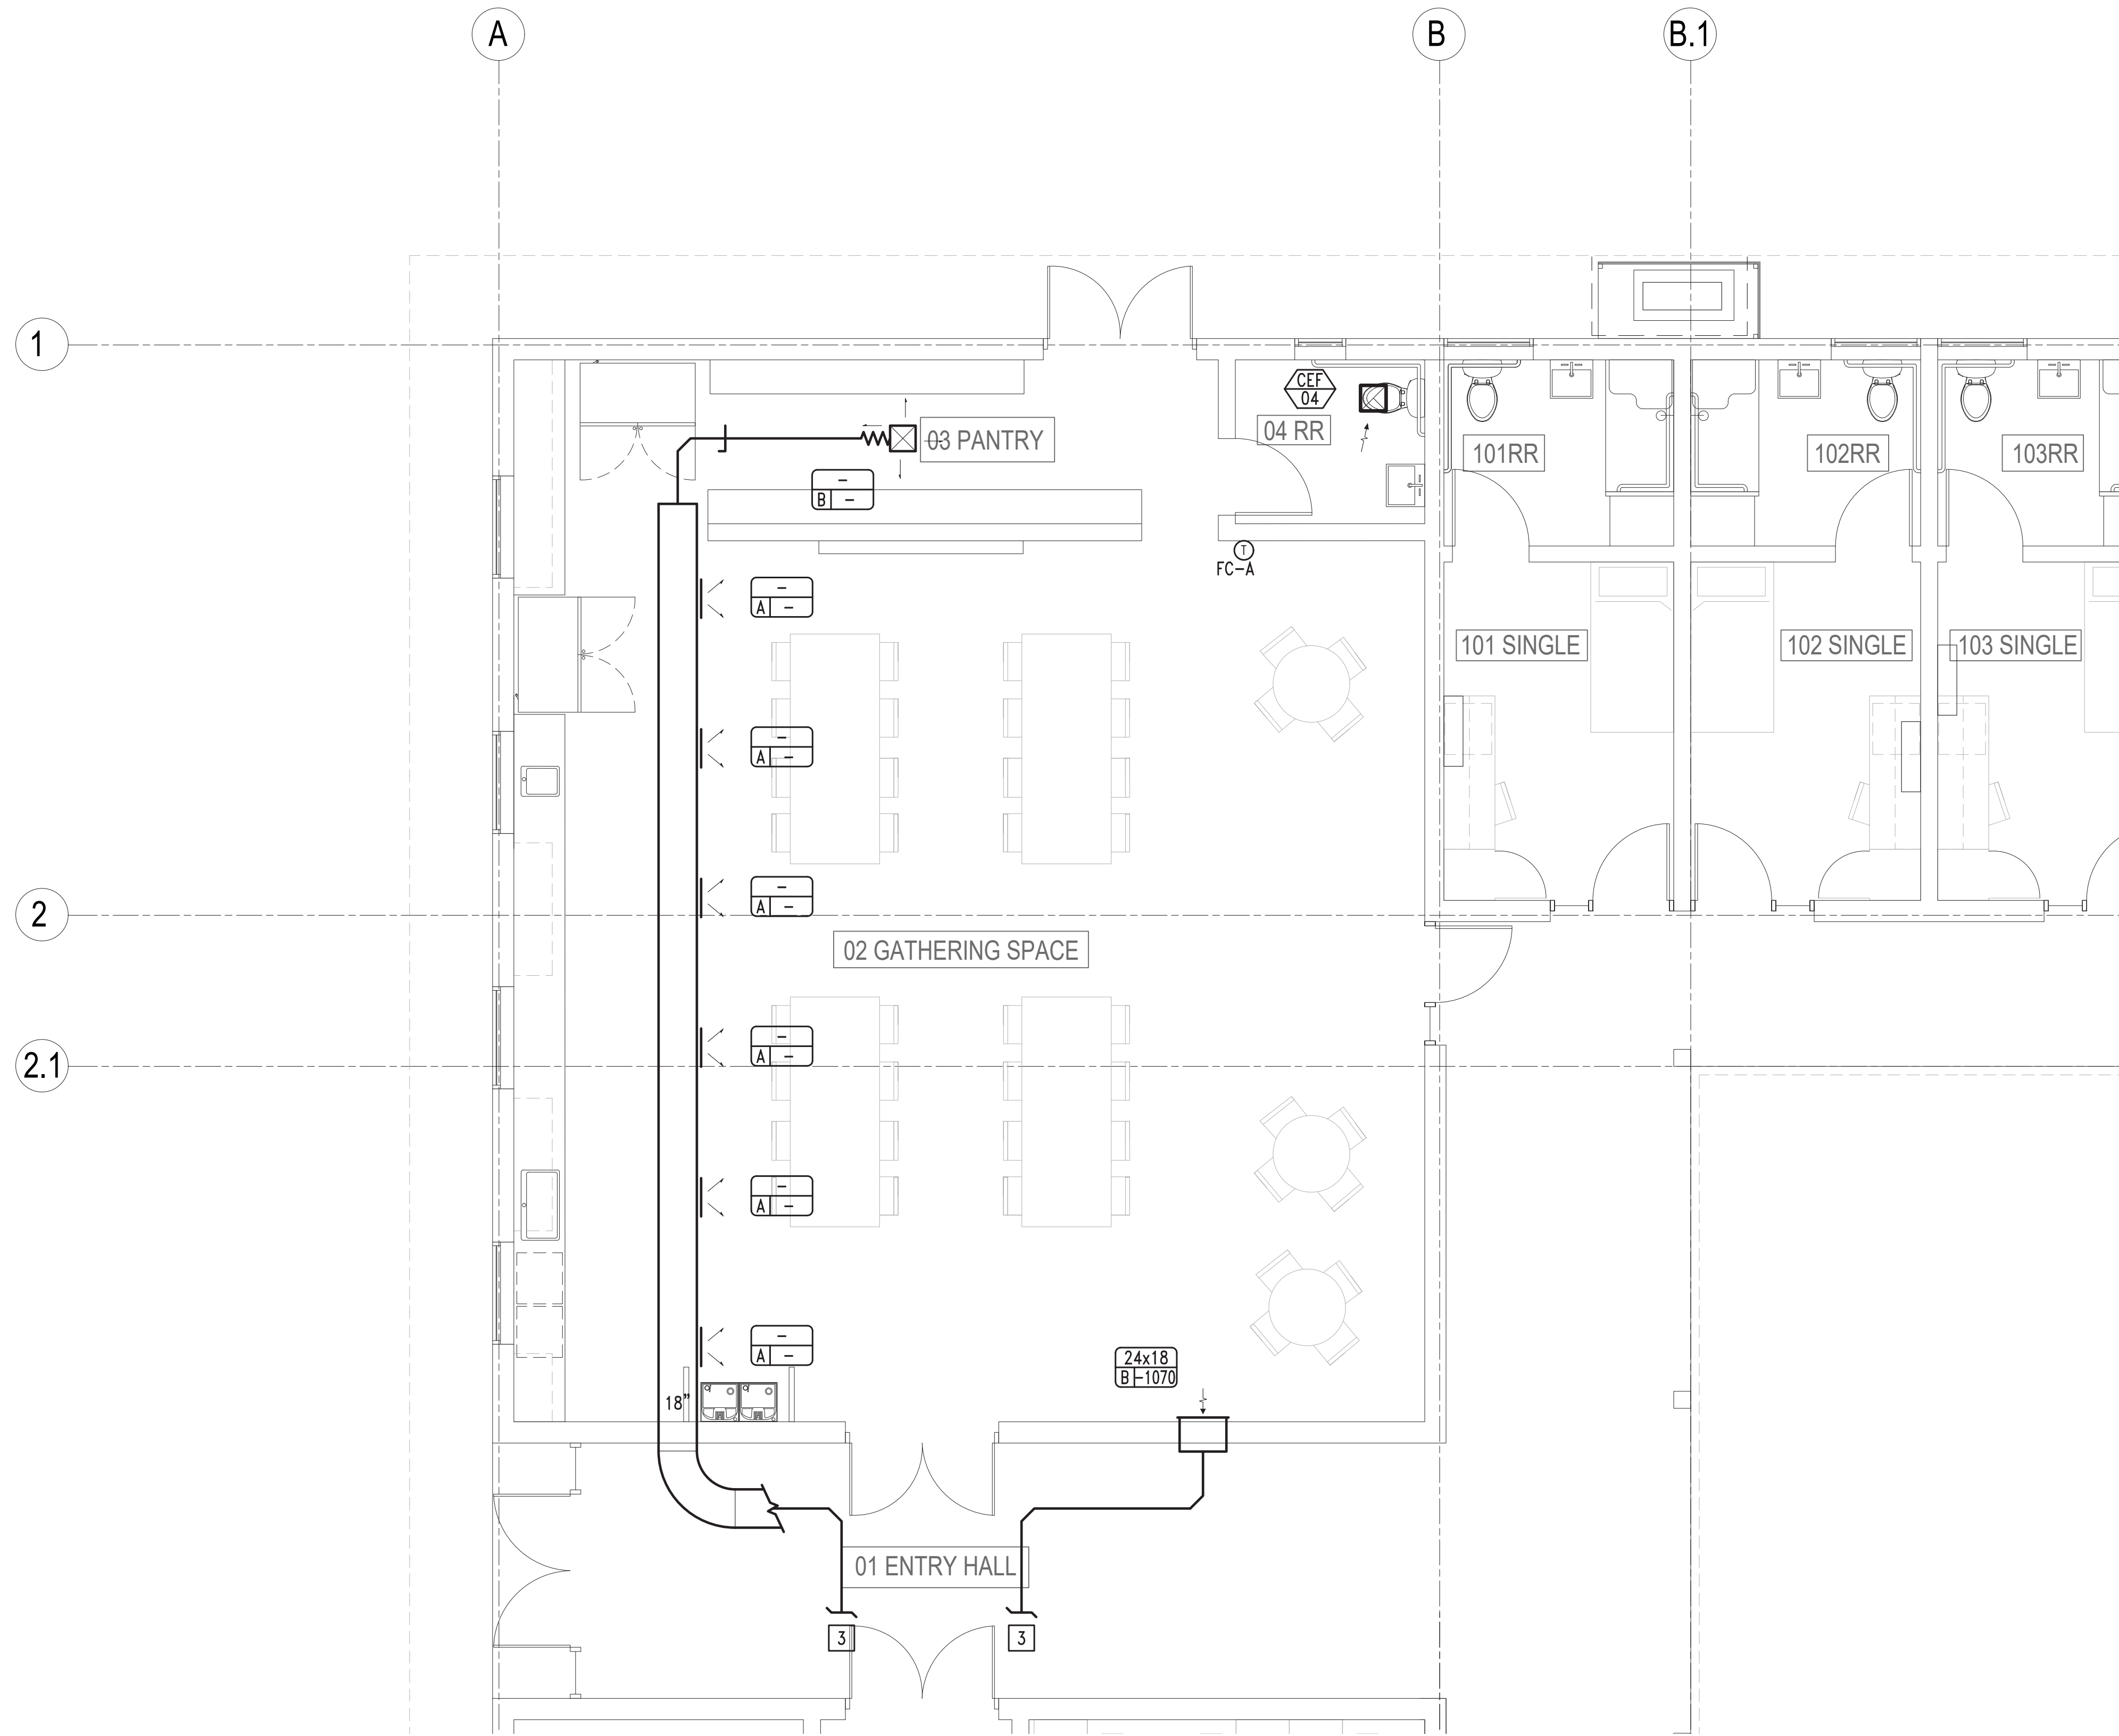 A
B
B.1
1
CEF
04
03 PANTRY
04 RR
101RR
102RR
103RR
-
B -
T
FC-A
-
A -
101 SINGLE
102 SINGLE
103 SINGLE
-
A -
-
A -
2
02 GATHERING SPACE
-
A -
2.1
-
A -
-
A -
24x18
B -1070
18"
01 ENTRY HALL
3
3